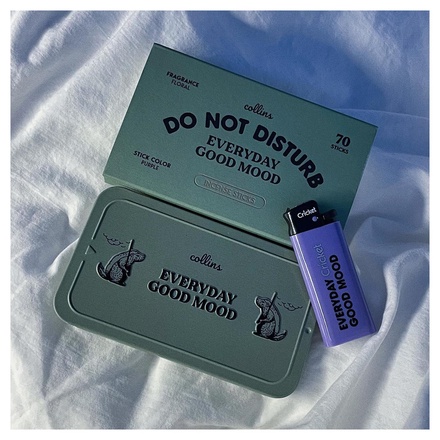 FRAGRANCE
FLORAL
collins
DO NOT DISTURB
EVERYDAY
GOOD MOOD
70
STICKS
STICK COLOR
PURPLE
INCENSE STICKS
collins
EVERYDAY
GOOD MOOD
Cricket
EVERYDAY
GOOD MOOD
Cricket